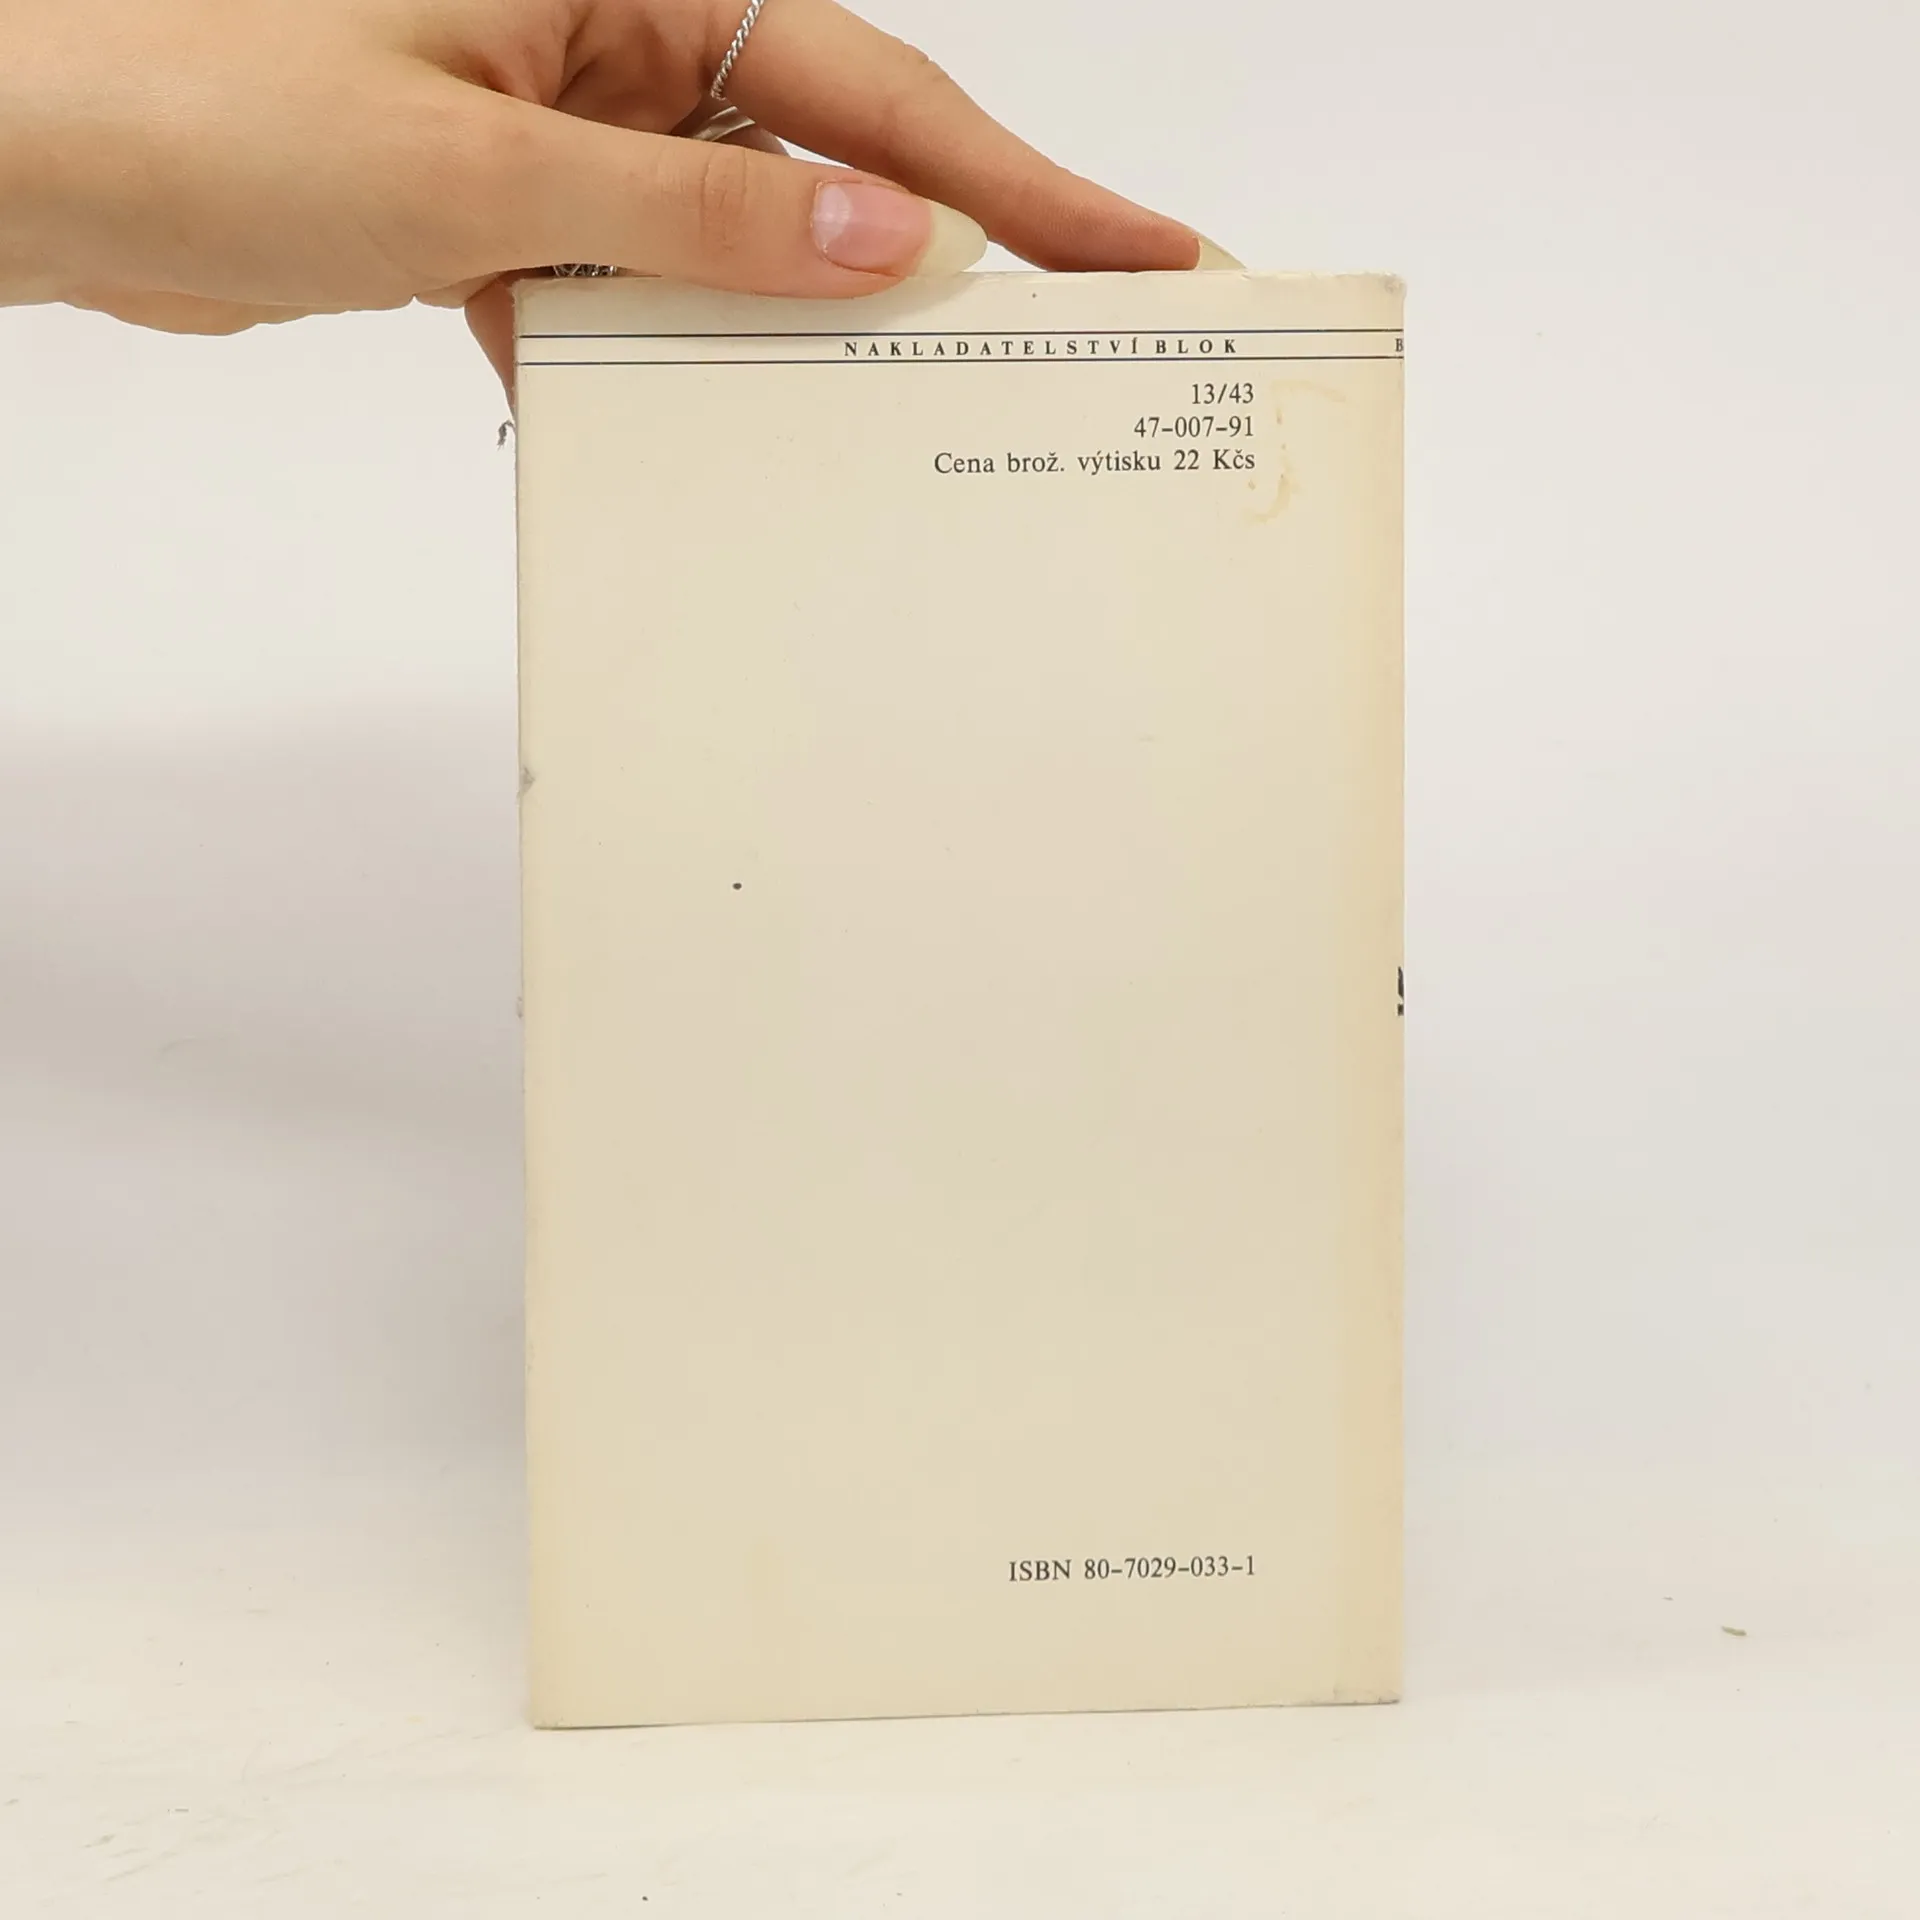 NAKLADATELSTVÍ BLOK
13/43
47-007-91
Cena brož. výtisku 22 Kčs
ISBN 80-7029-033-1